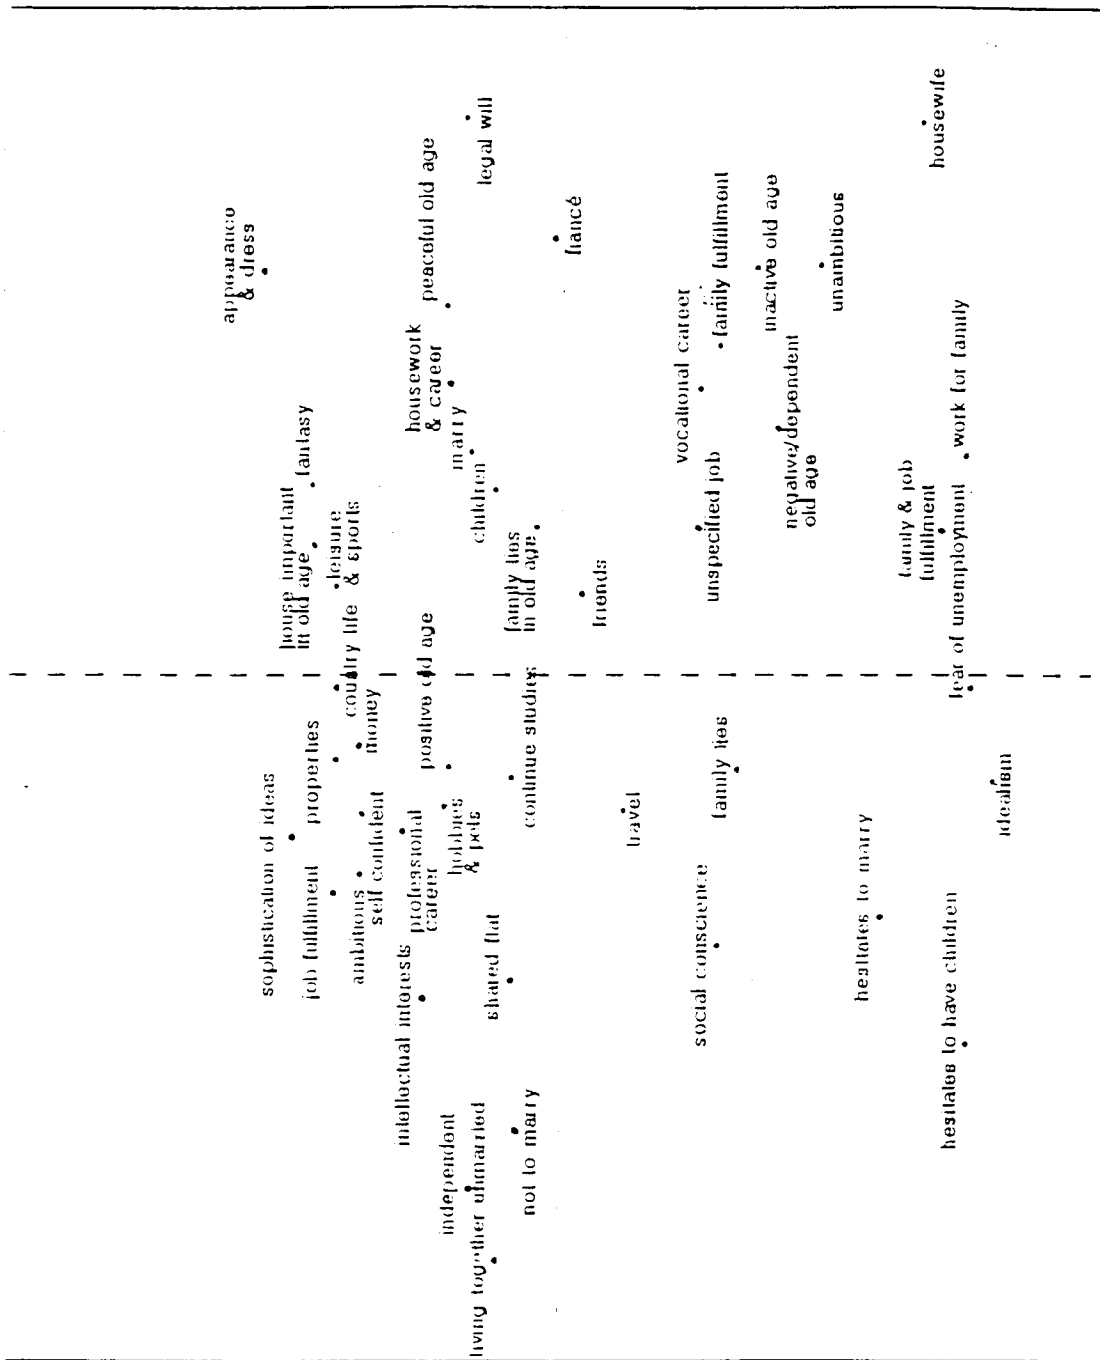 appearance
& dress
house important
in old age
fantasy
leisure
& sports
country life
sophistication of ideas
properties
money
job fulfillment
ambitious
self confident
housework
& career
peaceful old age
marry
legal will
children
positive old age
family ties
in old age
fiancé
professional
career
hobbies
& pets
continue studies
friends
intellectual interests
shared flat
independent
living together unmarried
not to marry
travel
vocational career
family fulfillment
unspecified job
inactive old age
negative/dependent
old age
unambitious
family ties
social conscience
hesitates to marry
housewife
family & job
fulfillment
work for family
fear of unemployment
idealism
hesitates to have children